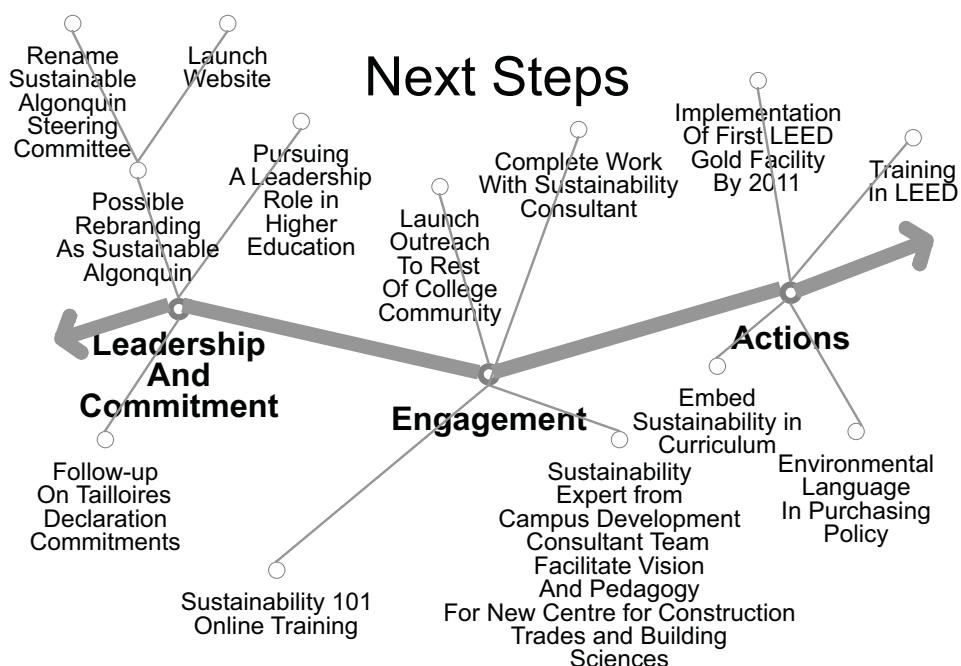 Next Steps
Rename
Sustainable
Algonquin
Steering
Committee
Launch
Website
Possible
Rebranding
As Sustainable
Algonquin
Pursuing
A Leadership
Role in
Higher
Education
Leadership
And
Commitment
Follow-up
On Tailloires
Declaration
Commitments
Launch
Outreach
To Rest
Of College
Community
Complete Work
With Sustainability
Consultant
Engagement
Sustainability 101
Online Training
Sustainability
Expert from
Campus Development
Consultant Team
Facilitate Vision
And Pedagogy
For New Centre for Construction
Trades and Building
Sciences
Implementation
Of First LEED
Gold Facility
By 2011
Training
In LEED
Actions
Embed
Sustainability in
Curriculum
Environmental
Language
In Purchasing
Policy